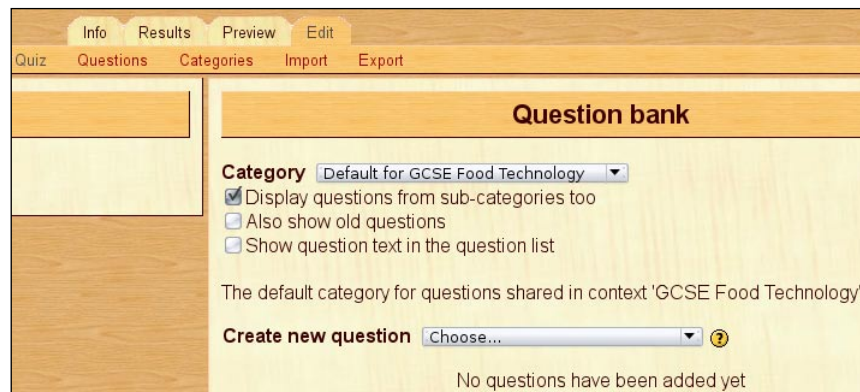 Info Results Preview Edit
Quiz Questions Categories Import Export
Question bank
Category Default for GCSE Food Technology
Display questions from sub-categories too
Also show old questions
Show question text in the question list
The default category for questions shared in context 'GCSE Food Technology'
Create new question Choose... ?
No questions have been added yet